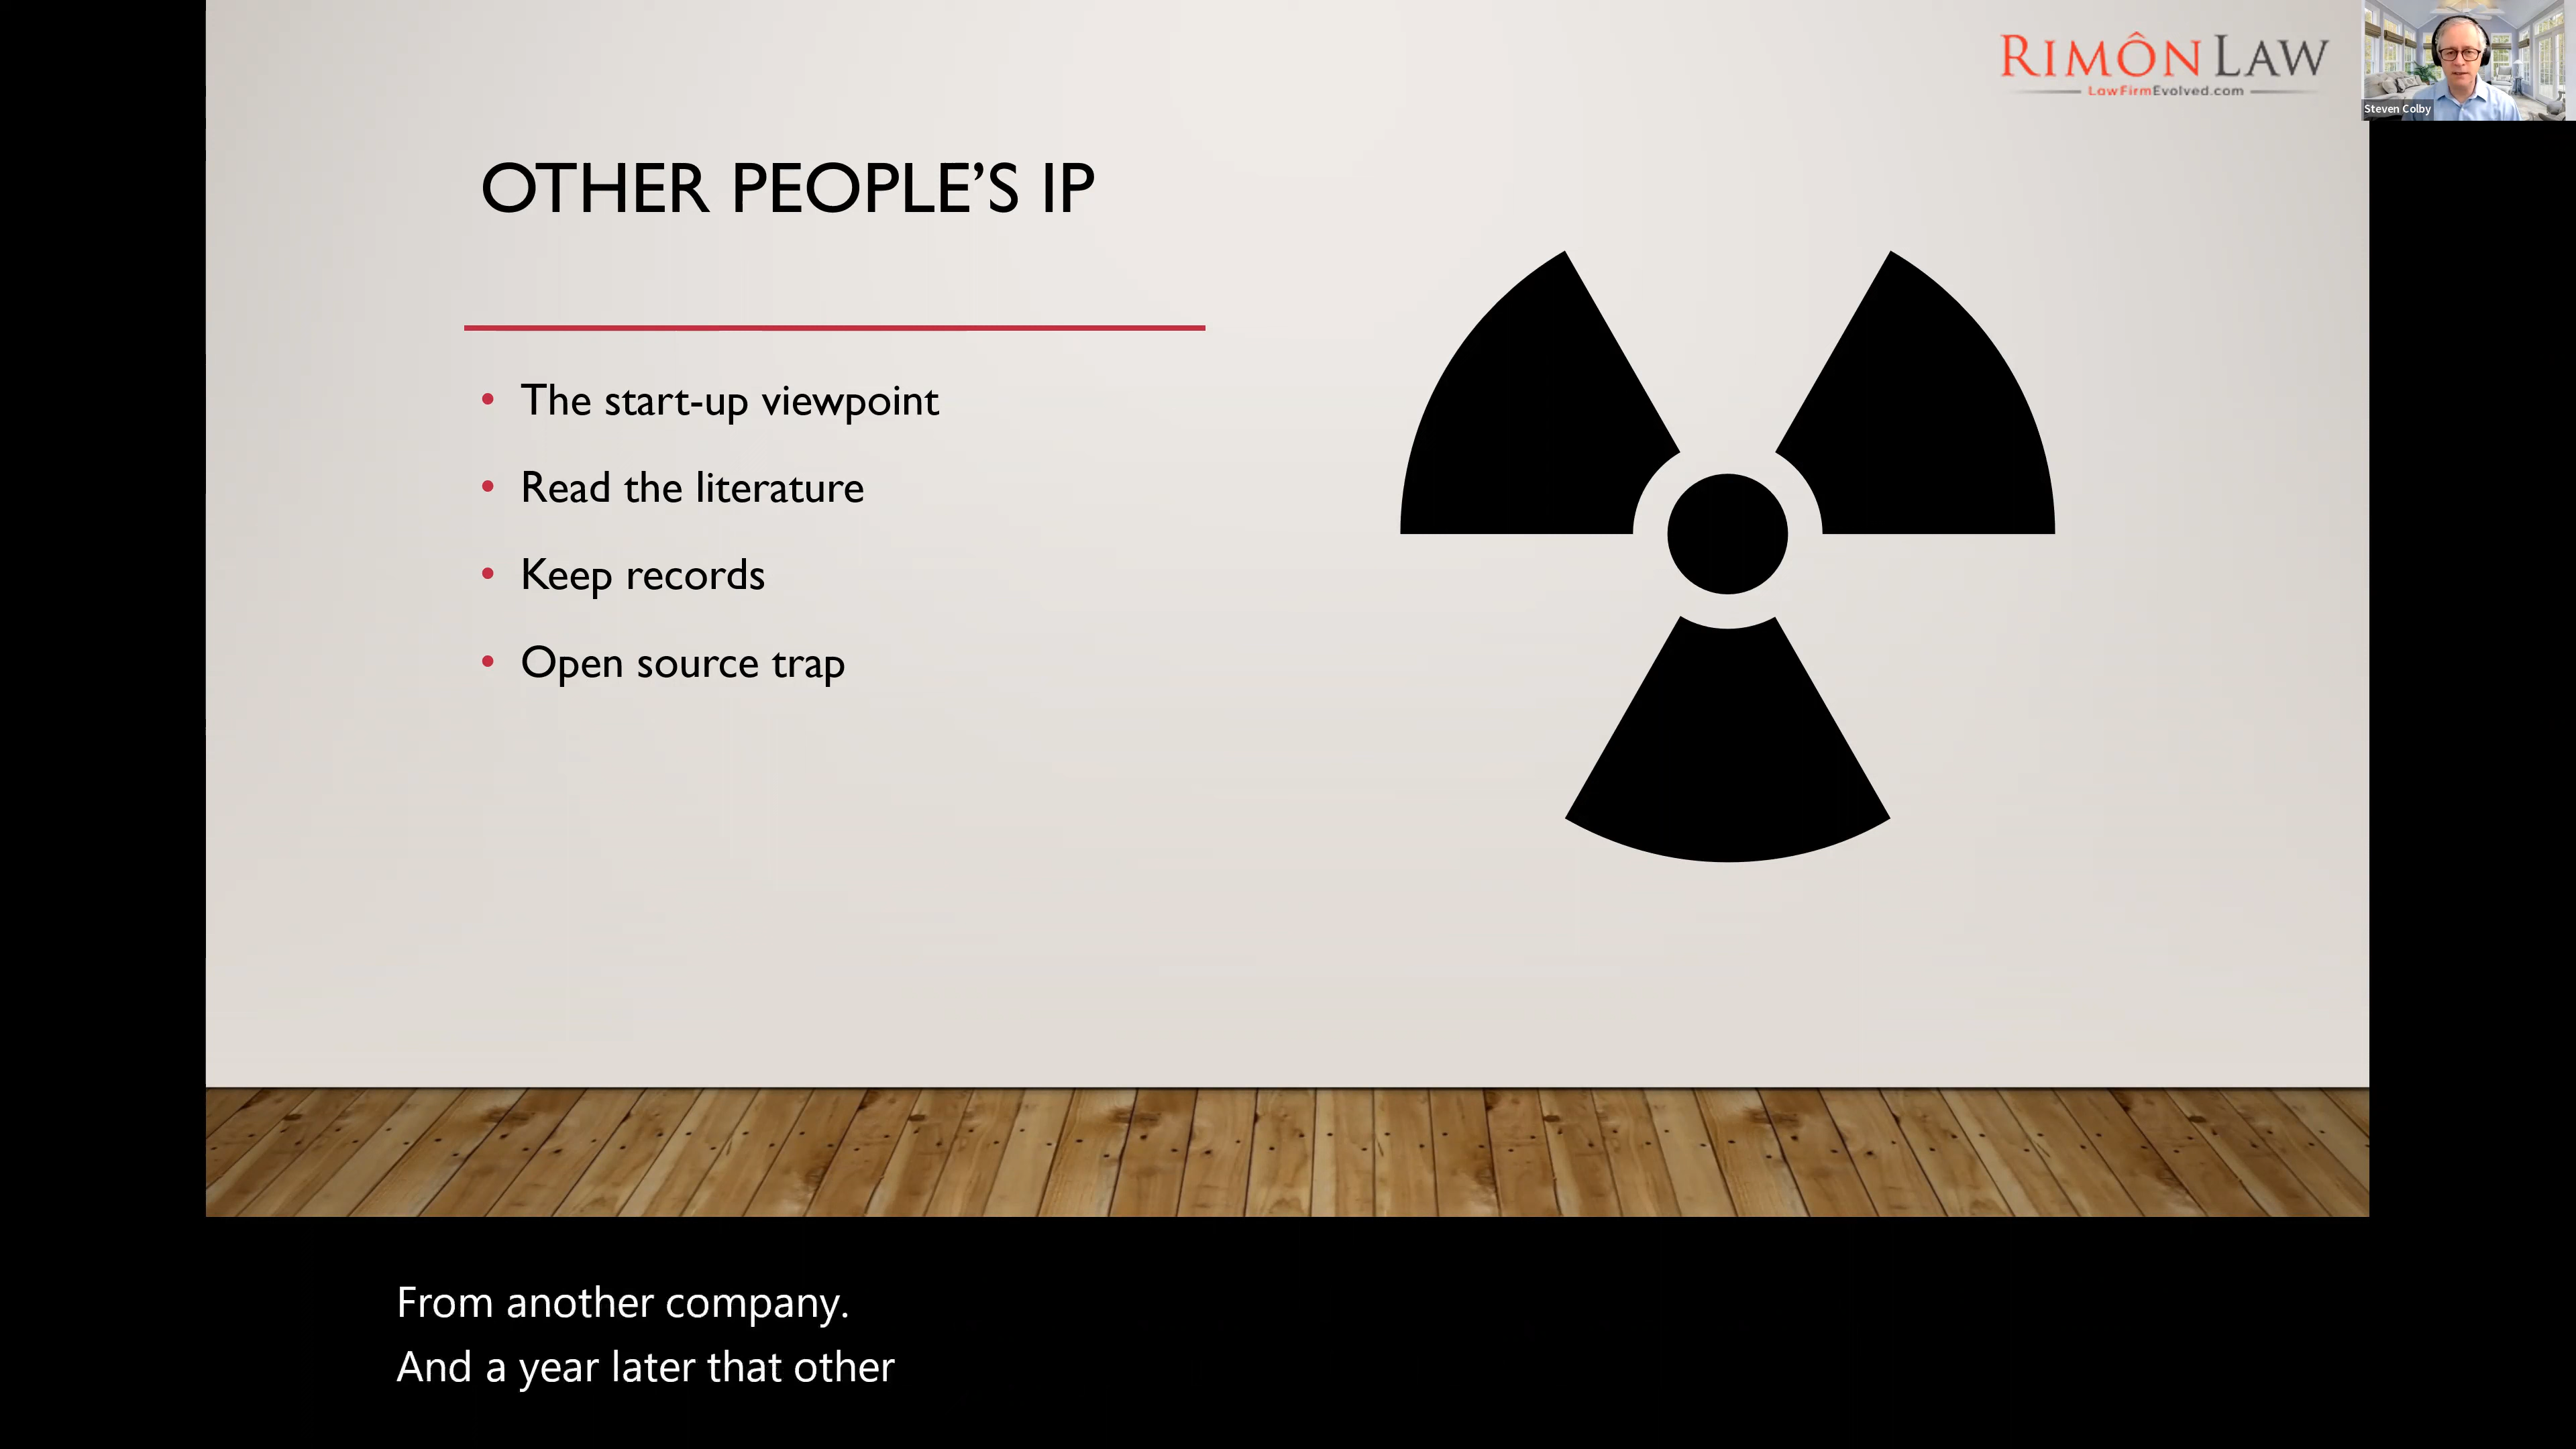 RIMÔN LAW
LawFirmEvolved.com
Steven Colby
OTHER PEOPLE’S IP
• The start-up viewpoint
• Read the literature
• Keep records
• Open source trap
From another company.
And a year later that other